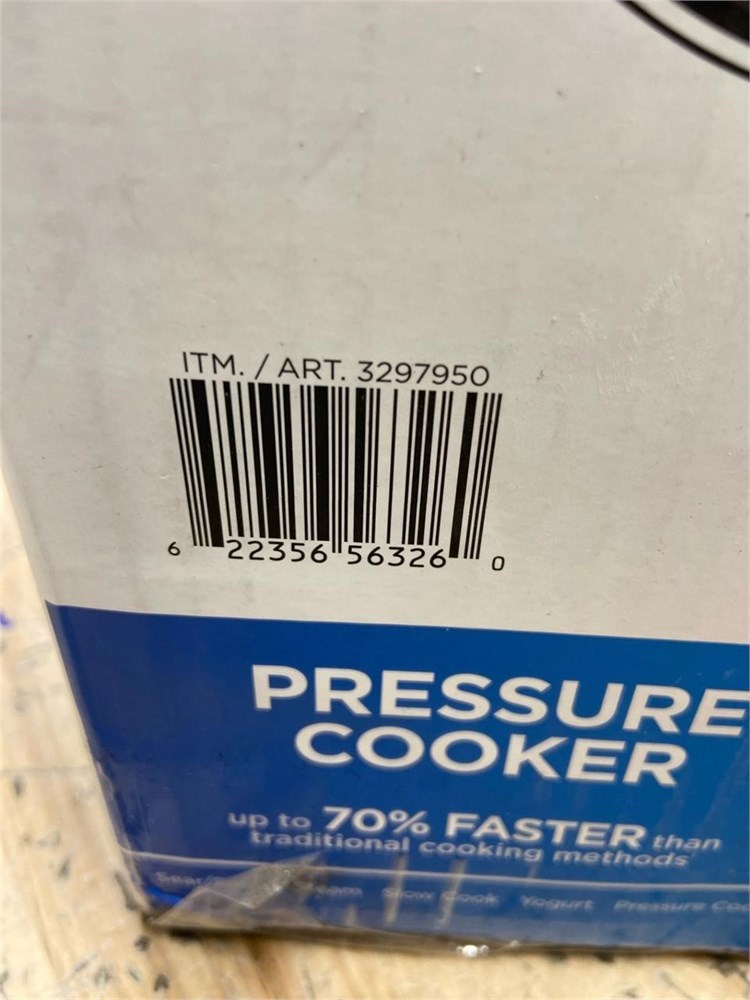 ITM. / ART. 3297950
6 22356 56326 0
PRESSURE
COOKER
up to 70% FASTER than
traditional cooking methods
Slow Cook Yogurt Pressure